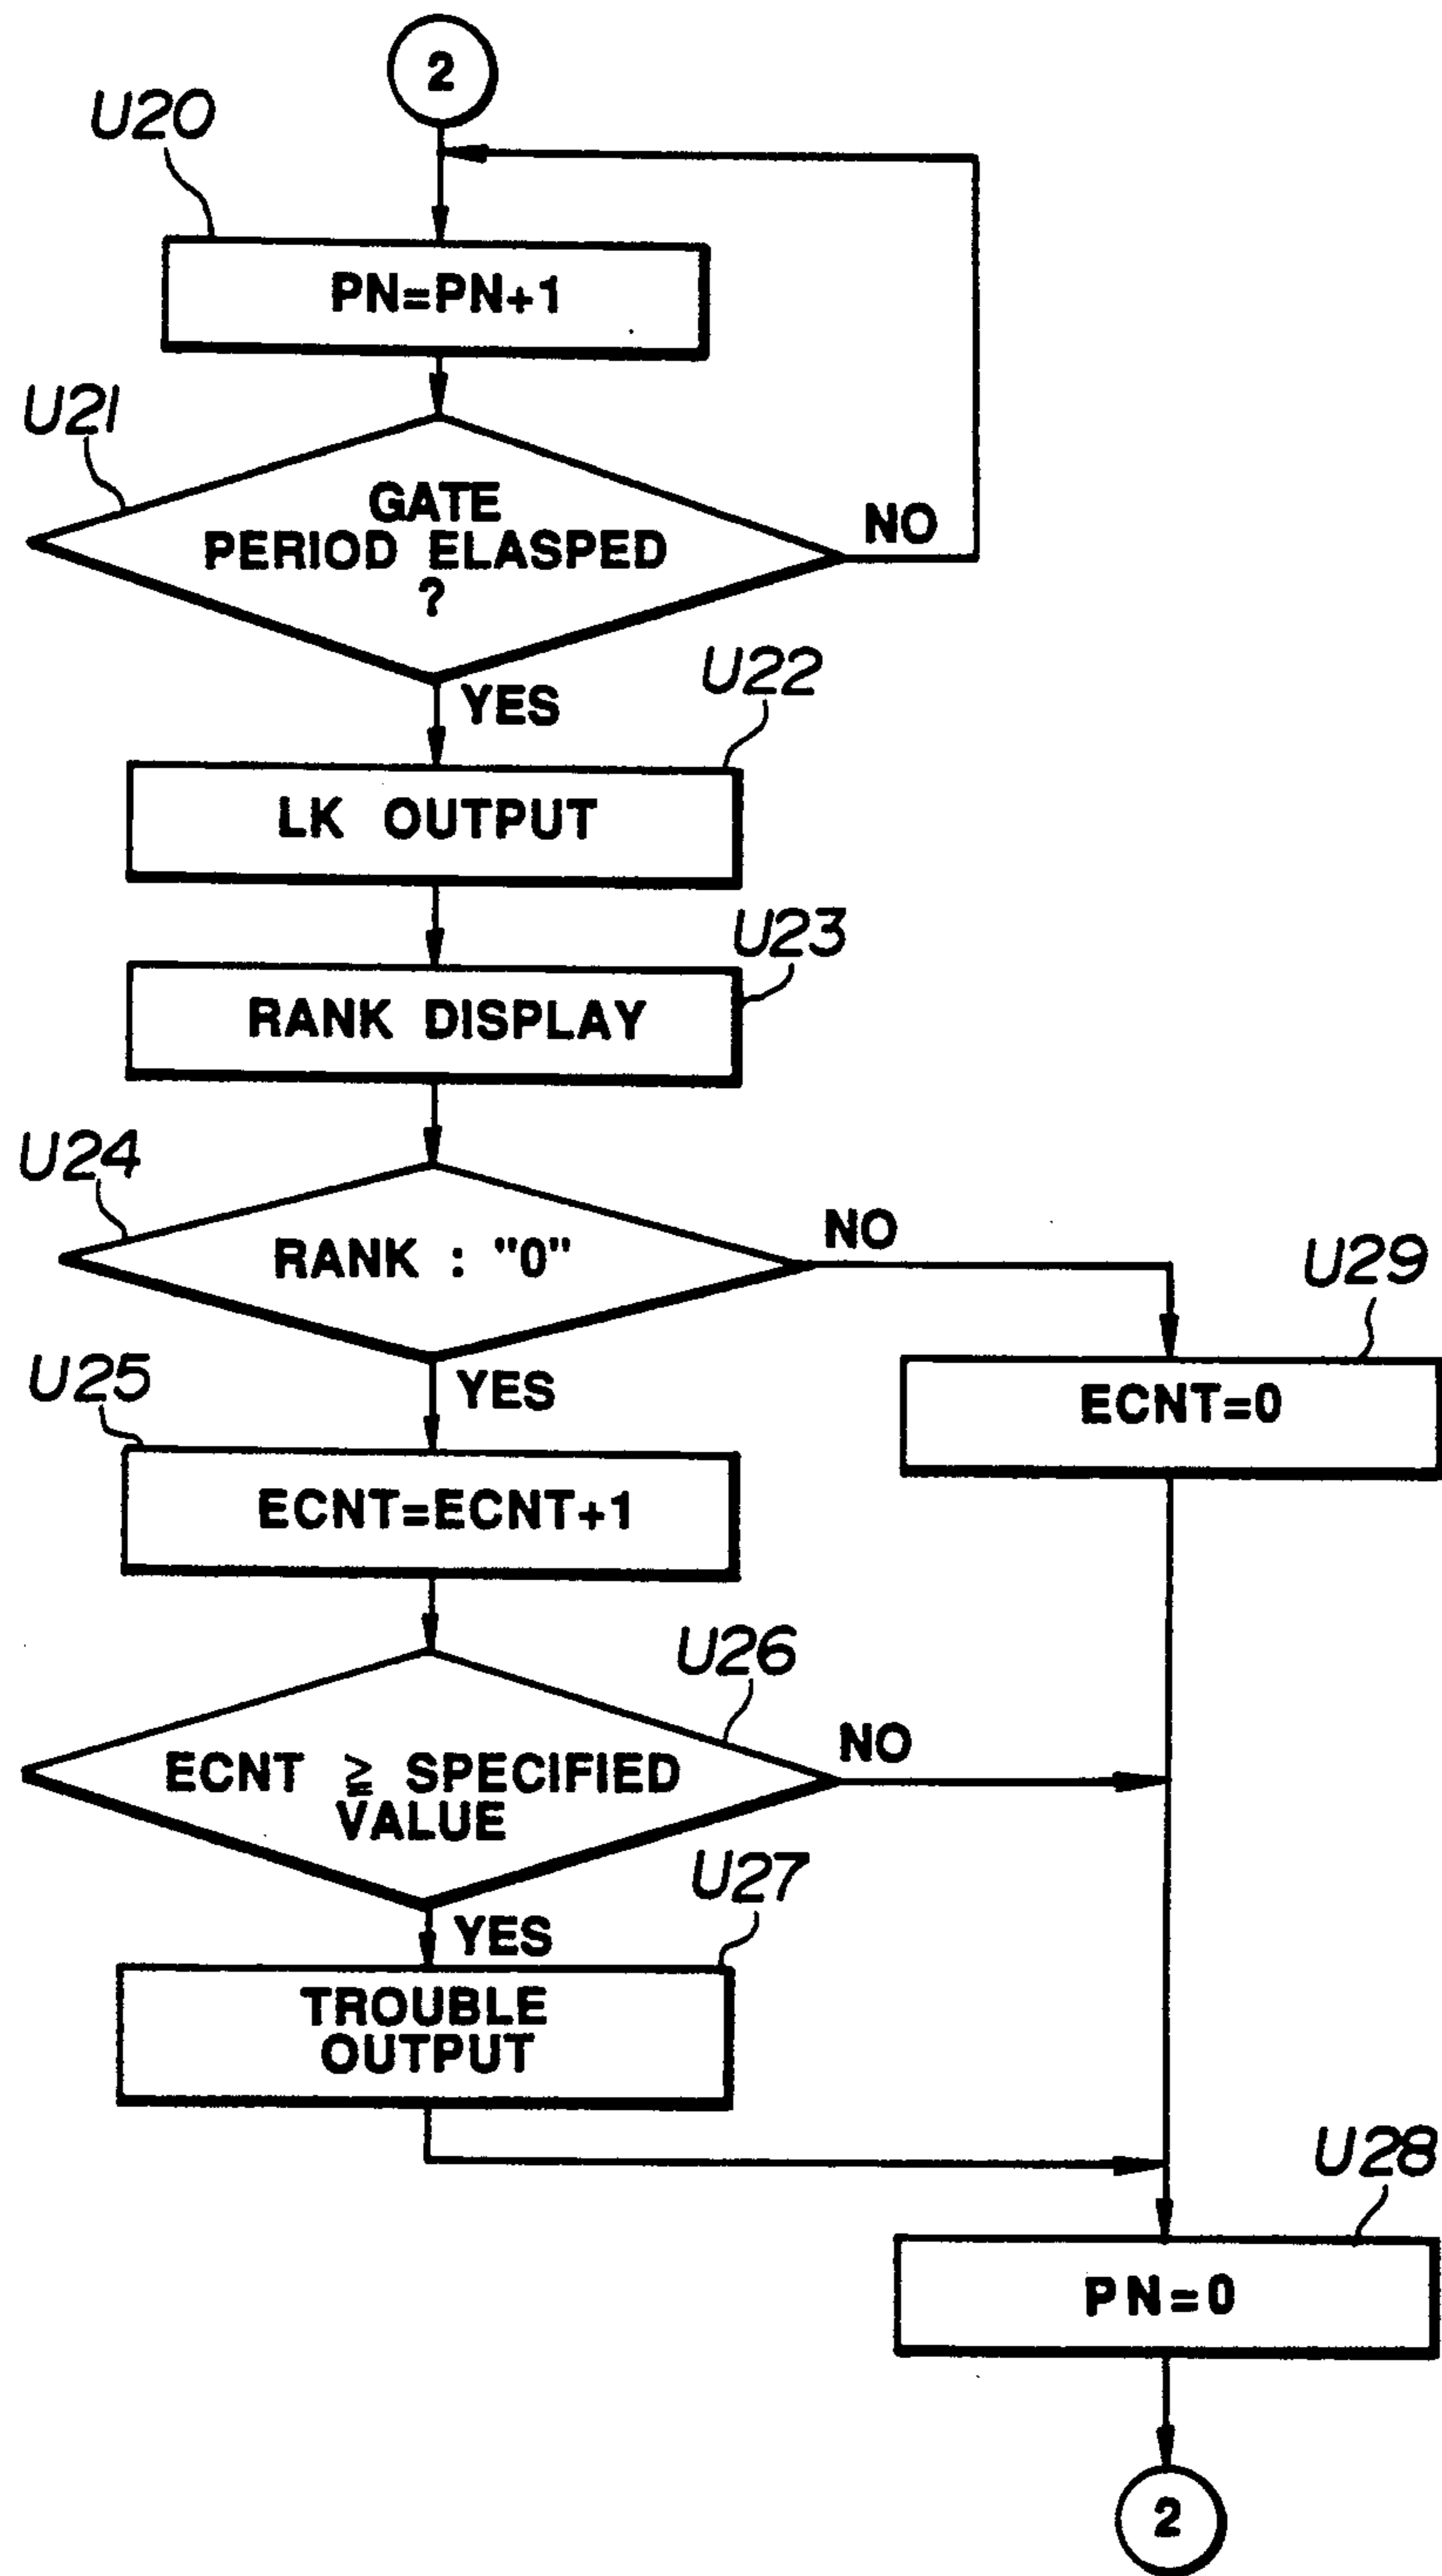 2
U20
PN=PN+1
U21
GATE
PERIOD ELASPED
?
NO
YES
U22
LK OUTPUT
U23
RANK DISPLAY
U24
RANK : "0"
NO
U29
YES
ECNT=0
U25
ECNT=ECNT+1
U26
ECNT ≧ SPECIFIED
VALUE
NO
U27
YES
TROUBLE
OUTPUT
U28
PN=0
2